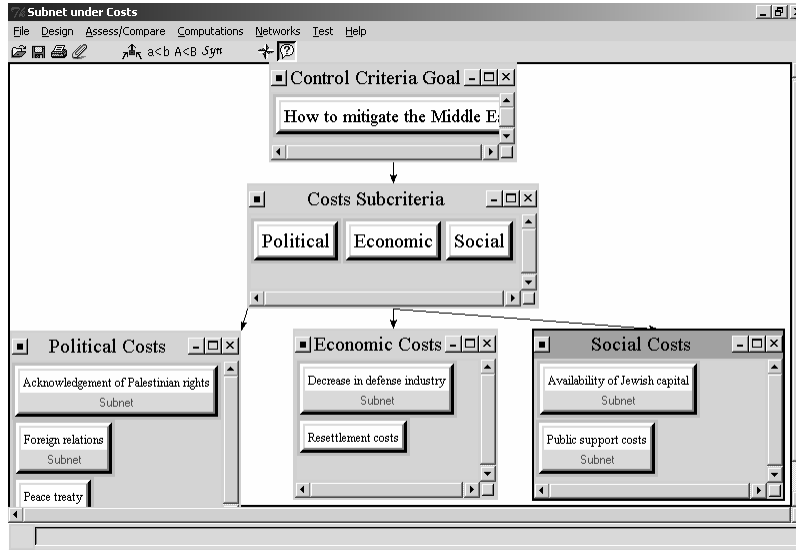 Subnet under Costs
File Design Assess/Compare Computations Networks Test Help
a<b A<B Syn
Control Criteria Goal
How to mitigate the Middle Ea
Costs Subcriteria
Political Economic Social
Political Costs
Acknowledgement of Palestinian rights
Subnet
Foreign relations
Subnet
Peace treaty
Economic Costs
Decrease in defense industry
Subnet
Resettlement costs
Social Costs
Availability of Jewish capital
Subnet
Public support costs
Subnet